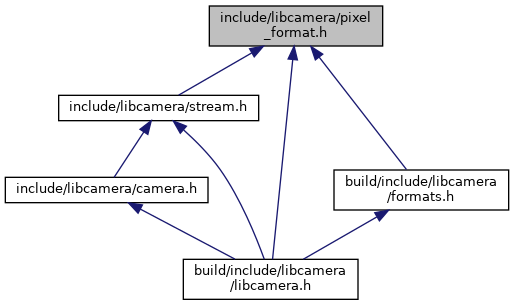 include/libcamera/pixel
_format.h
include/libcamera/stream.h
include/libcamera/camera.h
build/include/libcamera
/formats.h
build/include/libcamera
/libcamera.h